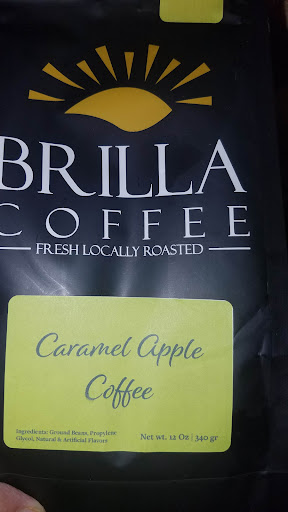 BRILLA
COFFEE
FRESH LOCALLY ROASTED
Caramel Apple
Coffee
Ingredients: Ground Beans, Propylene
Glycol, Natural & Artificial Flavors
Net wt. 12 Oz | 340 gr